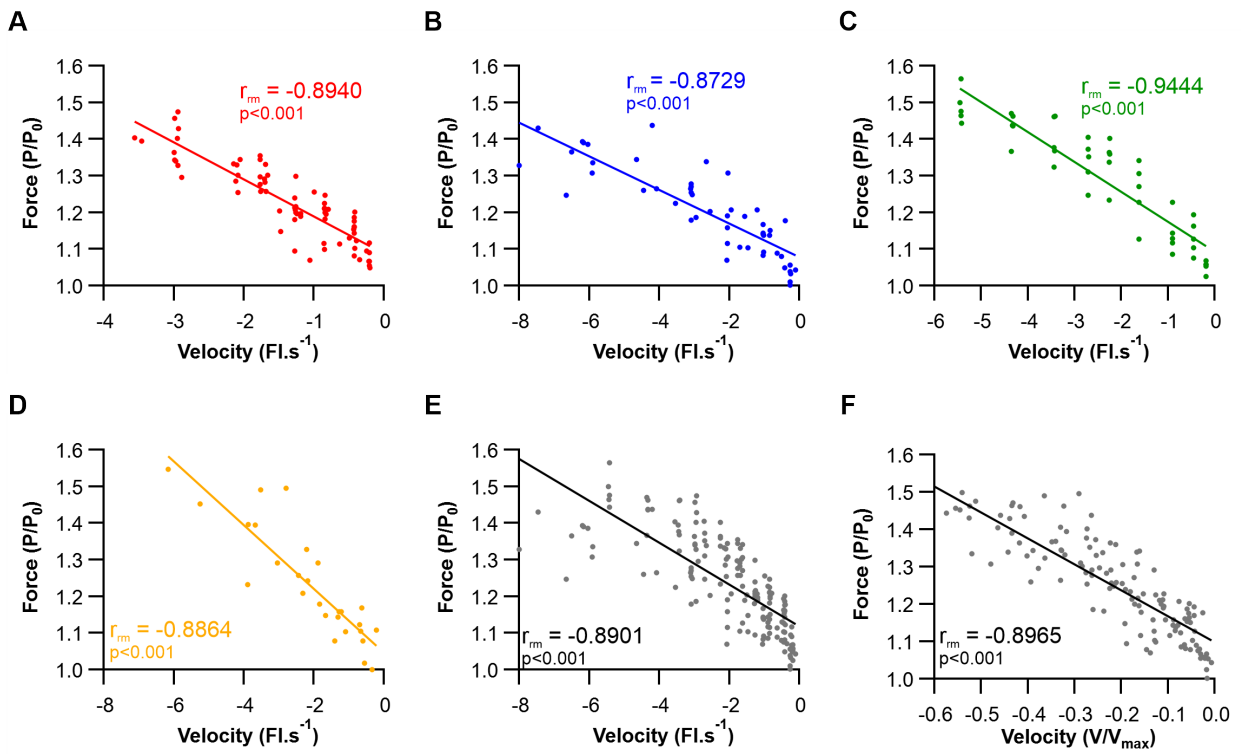 A
B
C
1.6
1.5
1.4
1.3
1.2
1.1
1.0
Force (P/P0)
rrm = -0.8940
p<0.001
-4
-3
-2
-1
0
Velocity (Fl.s-1)
1.6
1.5
1.4
1.3
1.2
1.1
1.0
Force (P/P0)
rrm = -0.8729
p<0.001
-8
-6
-4
-2
0
Velocity (Fl.s-1)
1.6
1.5
1.4
1.3
1.2
1.1
1.0
Force (P/P0)
rrm = -0.9444
p<0.001
-6
-5
-4
-3
-2
-1
0
Velocity (Fl.s-1)
D
E
F
1.6
1.5
1.4
1.3
1.2
1.1
1.0
Force (P/P0)
rrm = -0.8864
p<0.001
-8
-6
-4
-2
0
Velocity (Fl.s-1)
1.6
1.5
1.4
1.3
1.2
1.1
1.0
Force (P/P0)
rrm = -0.8901
p<0.001
-8
-6
-4
-2
0
Velocity (Fl.s-1)
1.6
1.5
1.4
1.3
1.2
1.1
1.0
Force (P/P0)
rrm = -0.8965
p<0.001
-0.6
-0.5
-0.4
-0.3
-0.2
-0.1
0.0
Velocity (V/Vmax)